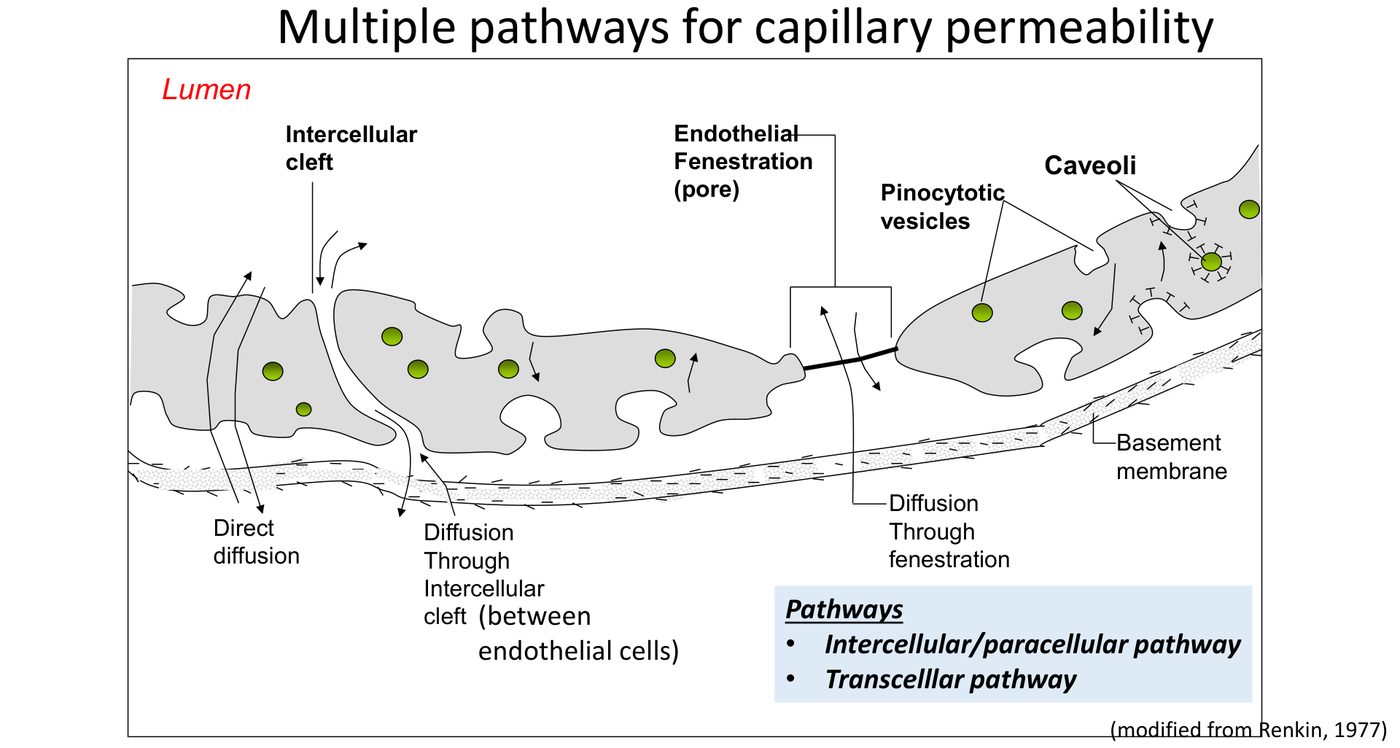 Multiple pathways for capillary permeability
Lumen
Intercellular
cleft
Endothelial
Fenestration
(pore)
Caveoli
Pinocytotic
vesicles
Basement
membrane
Direct
diffusion
Diffusion
Through
Intercellular
cleft (between
endothelial cells)
Diffusion
Through
fenestration
Pathways
• Intercellular/paracellular pathway
• Transcelllar pathway
(modified from Renkin, 1977)